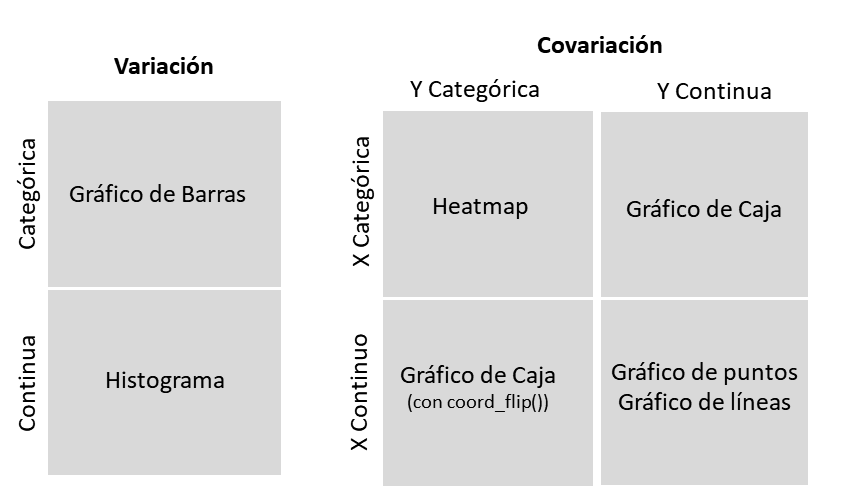 Variación
Categórica
Gráfico de Barras
Continua
Histograma
Covariación
Y Categórica
Y Continua
X Categórica
Heatmap
Gráfico de Caja
X Continuo
Gráfico de Caja
(con coord_flip())
Gráfico de puntos
Gráfico de líneas